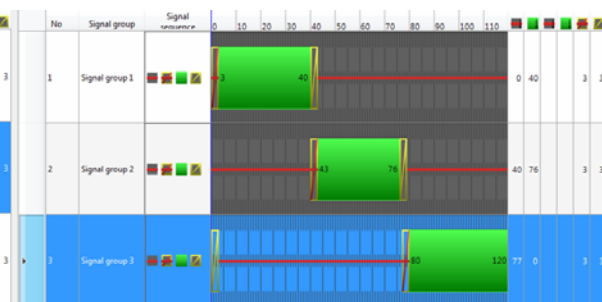 No Signal group Signal sequence 0 10 20 30 40 50 60 70 80 90 100 110
3 1 Signal group 1 3 40 0 40 3 3
3 2 Signal group 2 43 76 40 76 3 3
3 3 Signal group 3 80 120 77 0 3 3